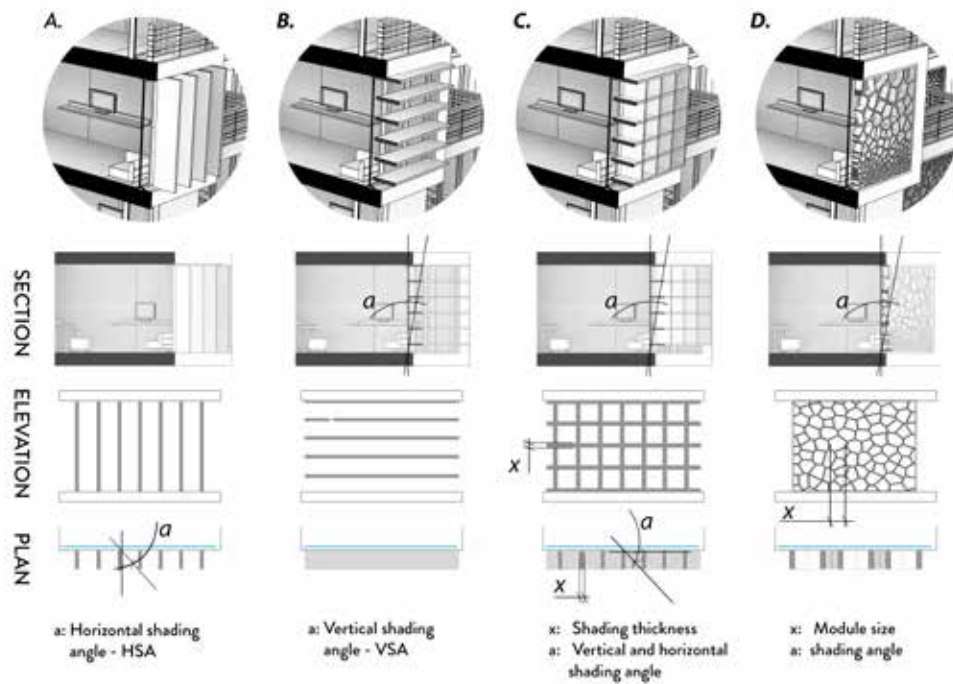 A.
B.
C.
D.
SECTION
a
a
a
ELEVATION
x
x
PLAN
a
x
a
a: Horizontal shading
angle - HSA
a: Vertical shading
angle - VSA
x: Shading thickness
a: Vertical and horizontal
shading angle
x: Module size
a: shading angle